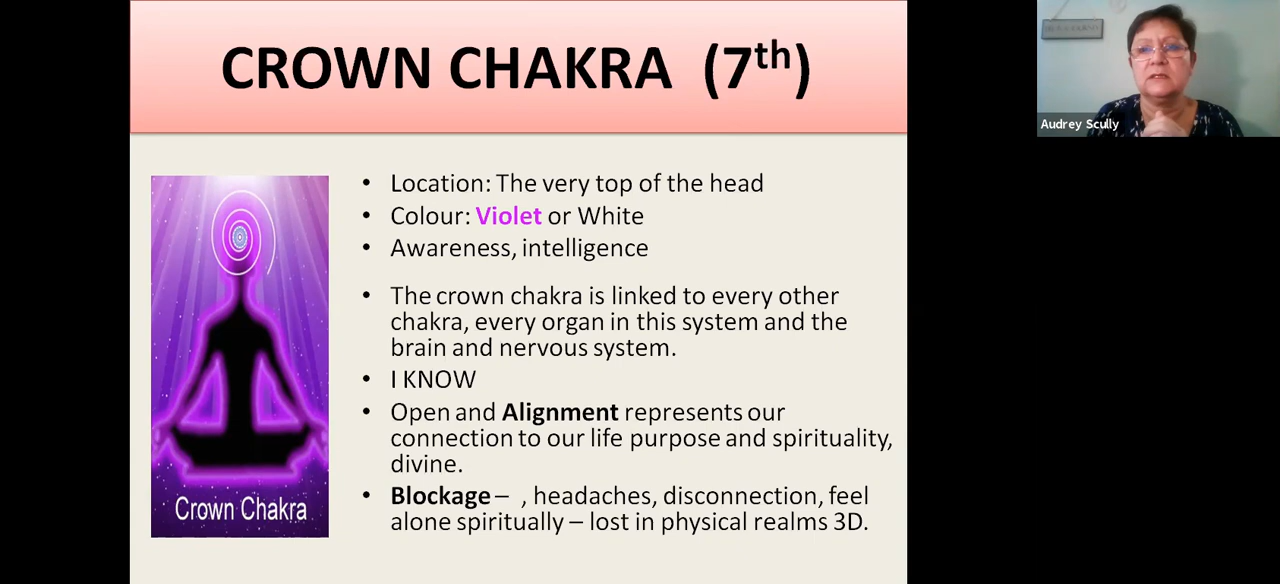 CROWN CHAKRA (7th)
Audrey Scully
• Location: The very top of the head
• Colour: Violet or White
• Awareness, intelligence
• The crown chakra is linked to every other
chakra, every organ in this system and the
brain and nervous system.
• I KNOW
• Open and Alignment represents our
connection to our life purpose and spirituality,
divine.
• Blockage – , headaches, disconnection, feel
alone spiritually – lost in physical realms 3D.
Crown Chakra